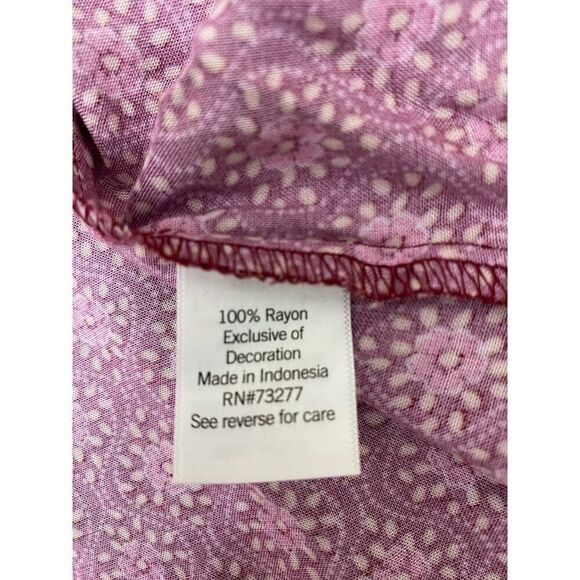 100% Rayon
Exclusive of
Decoration
Made in Indonesia
RN#73277
See reverse for care